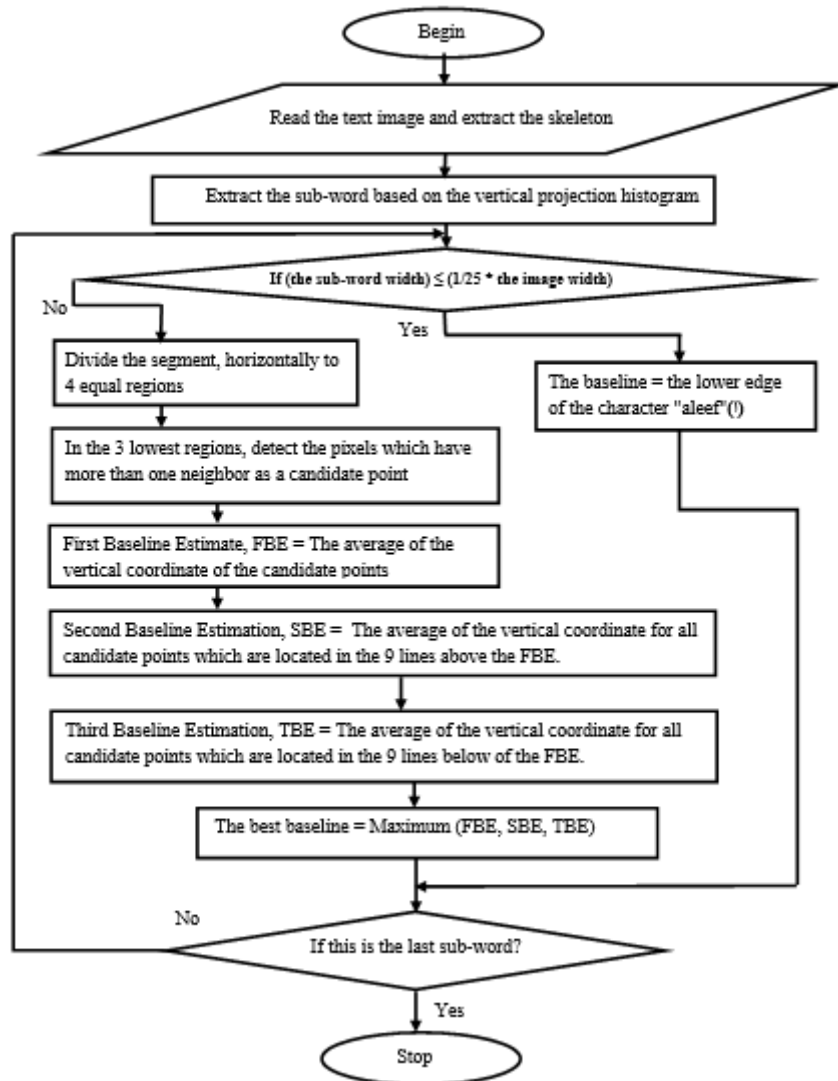 Begin
Read the text image and extract the skeleton
Extract the sub-word based on the vertical projection histogram
If (the sub-word width) ≤ (1/25 * the image width)
No
Yes
Divide the segment, horizontally to
4 equal regions
The baseline = the lower edge
of the character "aleef"(!)
In the 3 lowest regions, detect the pixels which have
more than one neighbor as a candidate point
First Baseline Estimate, FBE = The average of the
vertical coordinate of the candidate points
Second Baseline Estimation, SBE = The average of the vertical coordinate for all
candidate points which are located in the 9 lines above the FBE.
Third Baseline Estimation, TBE = The average of the vertical coordinate for all
candidate points which are located in the 9 lines below of the FBE.
The best baseline = Maximum (FBE, SBE, TBE)
No
If this is the last sub-word?
Yes
Stop